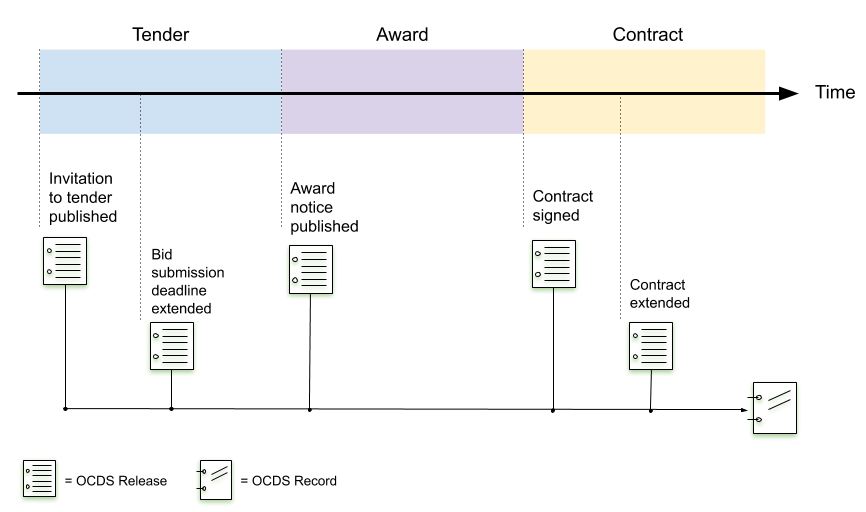 Tender
Award
Contract
Time
Invitation
to tender
published
Bid
submission
deadline
extended
Award
notice
published
Contract
signed
Contract
extended
= OCDS Release
= OCDS Record